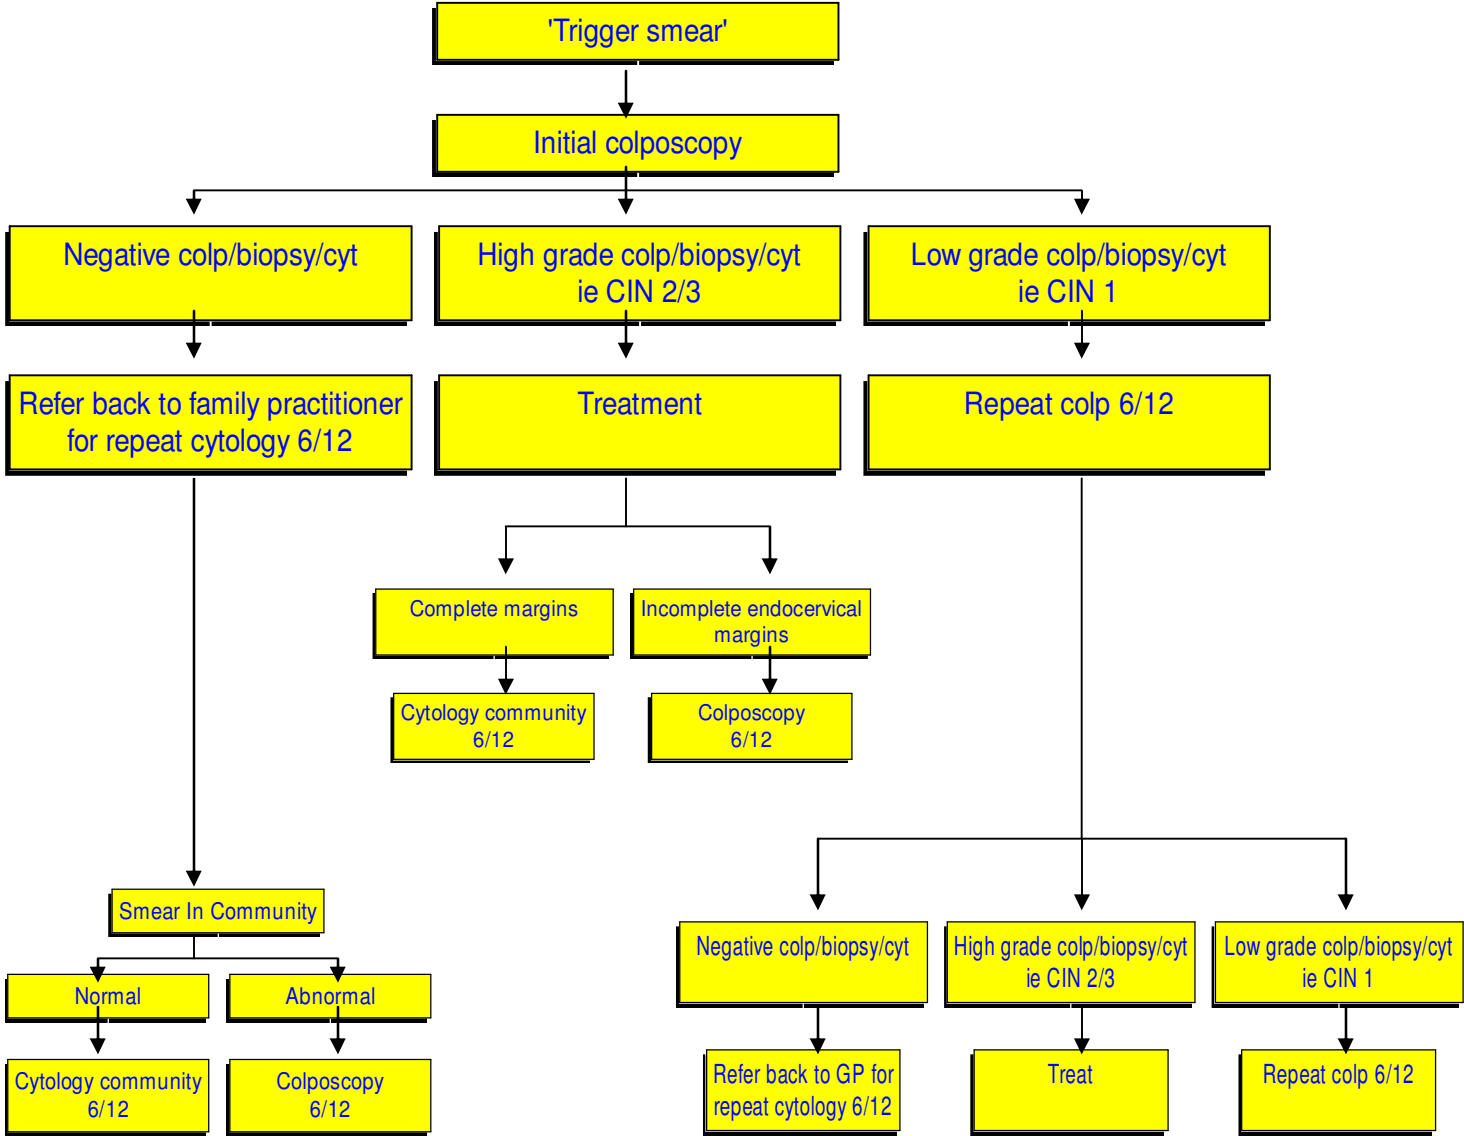 'Trigger smear'
Initial colposcopy
Negative colp/biopsy/cyt
High grade colp/biopsy/cyt
ie CIN 2/3
Low grade colp/biopsy/cyt
ie CIN 1
Refer back to family practitioner
for repeat cytology 6/12
Treatment
Repeat colp 6/12
Complete margins
Incomplete endocervical
margins
Cytology community
6/12
Colposcopy
6/12
Smear In Community
Normal
Abnormal
Cytology community
6/12
Colposcopy
6/12
Negative colp/biopsy/cyt
High grade colp/biopsy/cyt
ie CIN 2/3
Low grade colp/biopsy/cyt
ie CIN 1
Refer back to GP for
repeat cytology 6/12
Treat
Repeat colp 6/12